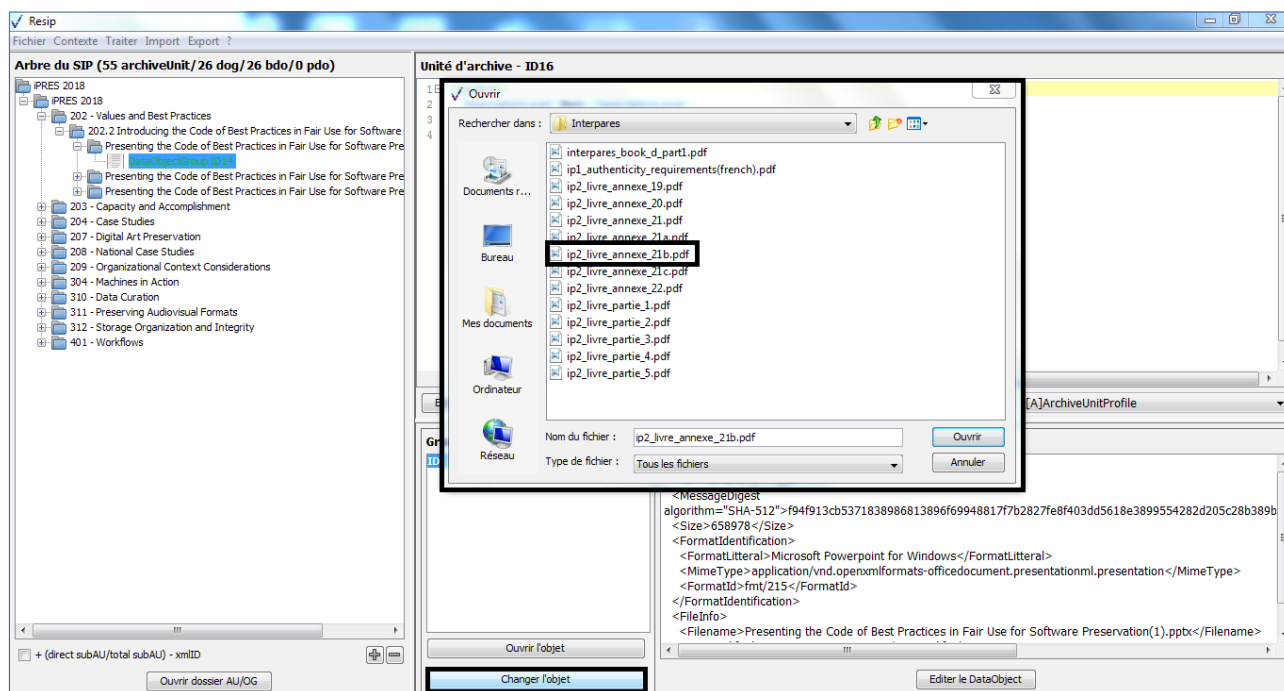 Resip
Fichier Contexte Traiter Import Export ?
Arbre du SIP (55 archiveUnit/26 dog/26 bdo/0 pdo)
iPRES 2018
iPRES 2018
202 - Values and Best Practices
202.2 Introducing the Code of Best Practices in Fair Use for Software
Presenting the Code of Best Practices in Fair Use for Software Pre
DataObjectGroup ID14
Presenting the Code of Best Practices in Fair Use for Software Pre
Presenting the Code of Best Practices in Fair Use for Software Pre
203 - Capacity and Accomplishment
204 - Case Studies
207 - Digital Art Preservation
208 - National Case Studies
209 - Organizational Context Considerations
304 - Machines in Action
310 - Data Curation
311 - Preserving Audiovisual Formats
312 - Storage Organization and Integrity
401 - Workflows
+ (direct subAU/total subAU) - xmlID
Ouvrir dossier AU/OG
Unité d'archive - ID16
1
2
3
4
Ouvrir
Rechercher dans :
Interpares
Documents r...
Bureau
Mes documents
Ordinateur
Réseau
interpares_book_d_part1.pdf
ip1_authenticity_requirements(french).pdf
ip2_livre_annexe_19.pdf
ip2_livre_annexe_20.pdf
ip2_livre_annexe_21.pdf
ip2_livre_annexe_21a.pdf
ip2_livre_annexe_21b.pdf
ip2_livre_annexe_21c.pdf
ip2_livre_annexe_22.pdf
ip2_livre_partie_1.pdf
ip2_livre_partie_2.pdf
ip2_livre_partie_3.pdf
ip2_livre_partie_4.pdf
ip2_livre_partie_5.pdf
Nom du fichier :
ip2_livre_annexe_21b.pdf
Ouvrir
Type de fichier :
Tous les fichiers
Annuler
[A]ArchiveUnitProfile
<MessageDigest
algorithm="SHA-512">f94f913cb5371838986813896f69948817f7b2827fe8f403dd5618e3899554282d205c28b389b
<Size>658978</Size>
<FormatIdentification>
<FormatLitteral>Microsoft Powerpoint for Windows</FormatLitteral>
<MimeType>application/vnd.openxmlformats-officedocument.presentationml.presentation</MimeType>
<FormatId>fmt/215</FormatId>
</FormatIdentification>
<FileInfo>
<Filename>Presenting the Code of Best Practices in Fair Use for Software Preservation(1).pptx</Filename>
Ouvrir l'objet
Changer l'objet
Editer le DataObject